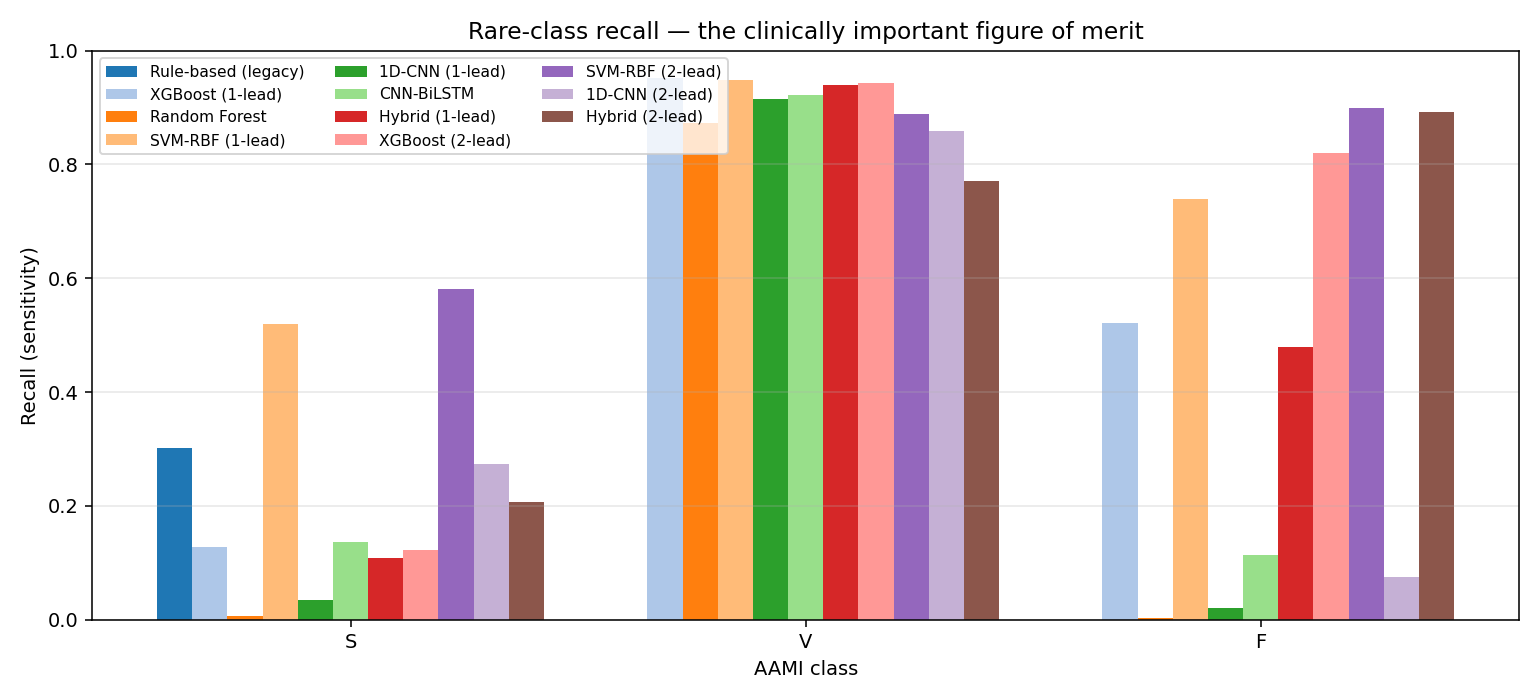 Rare-class recall — the clinically important figure of merit
Rule-based (legacy)
XGBoost (1-lead)
Random Forest
SVM-RBF (1-lead)
1D-CNN (1-lead)
CNN-BiLSTM
Hybrid (1-lead)
XGBoost (2-lead)
SVM-RBF (2-lead)
1D-CNN (2-lead)
Hybrid (2-lead)
Recall (sensitivity)
1.0
0.8
0.6
0.4
0.2
0.0
S
V
F
AAMI class